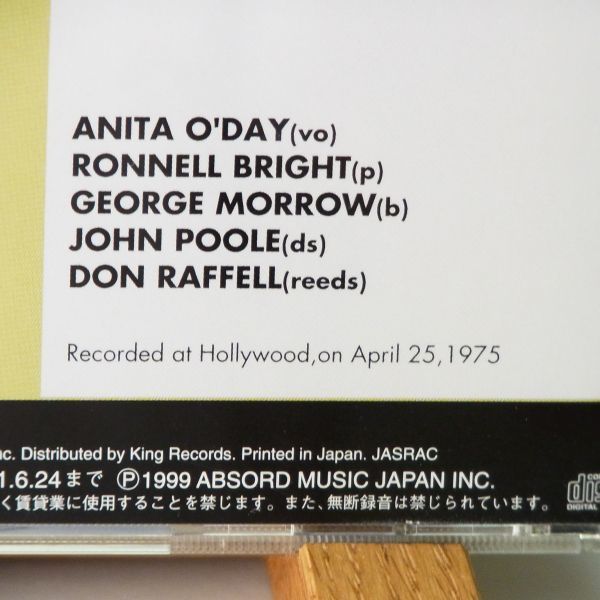 ANITA O'DAY(vo)
RONNELL BRIGHT(p)
GEORGE MORROW(b)
JOHN POOLE(ds)
DON RAFFELL(reeds)
Recorded at Hollywood,on April 25,1975
nc. Distributed by King Records. Printed in Japan. JASRAC
1.6.24まで Ⓟ1999 ABSORD MUSIC JAPAN INC.
く賃貸業に使用することを禁じます。また、無断録音は禁じられています。
DIGITAL